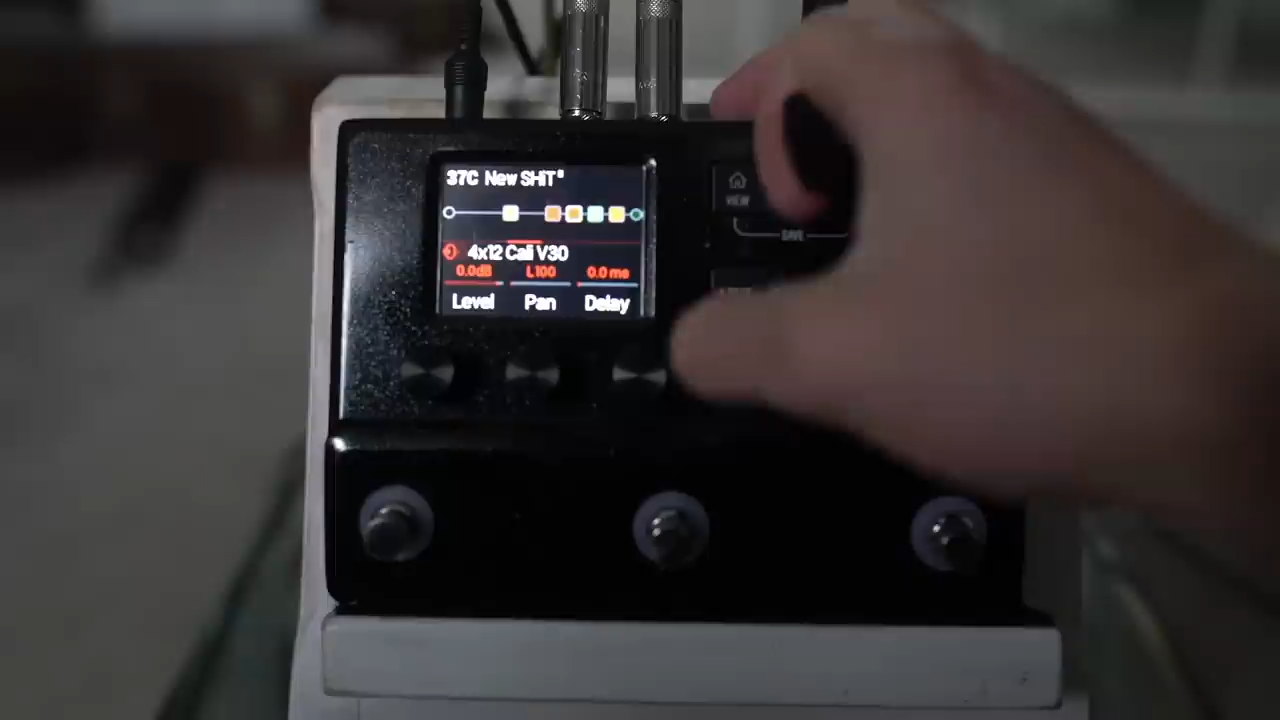 37C New SHiT
4x12 Cali V30
0.0dB L100 0.0 ms
Level Pan Delay
VIEW
SAVE